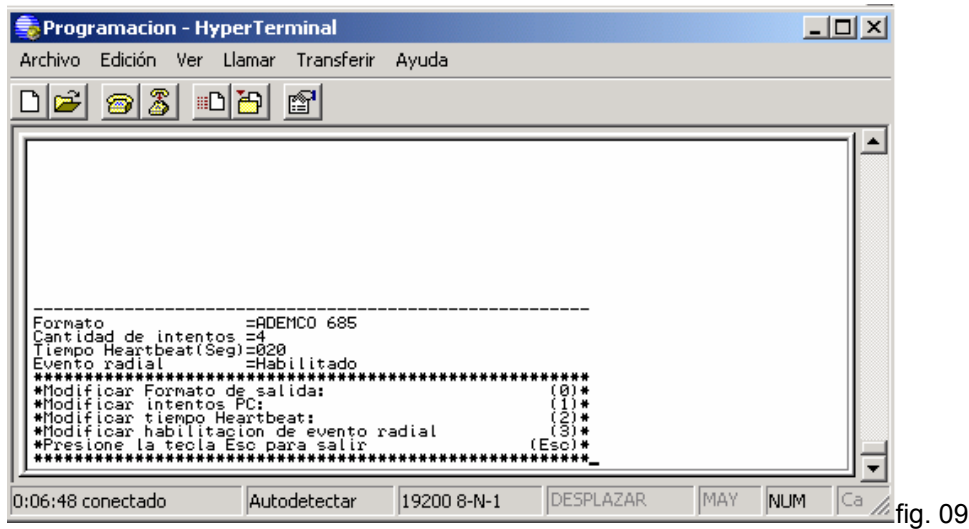 Programacion - HyperTerminal
Archivo Edición Ver Llamar Transferir Ayuda
------------------------------------------------------
Formato =ADEMCO 685
Cantidad de intentos =4
Tiempo Heartbeat(Seg)=020
Evento radial =Habilitado
******************************************************
*Modificar Formato de salida: (0)*
*Modificar intentos PC: (1)*
*Modificar tiempo Heartbeat: (2)*
*Modificar habilitacion de evento radial (3)*
*Presione la tecla Esc para salir (Esc)*
******************************************************_
0:06:48 conectado Autodetectar 19200 8-N-1 DESPLAZAR MAY NUM Ca
fig. 09